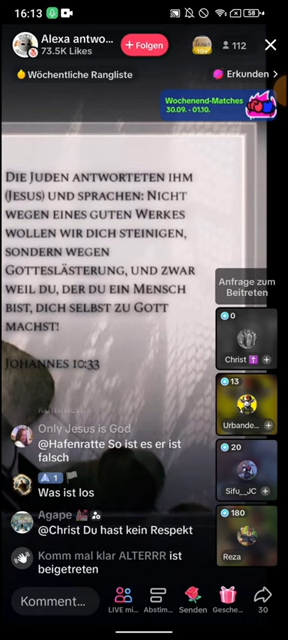 16:13
58
Alexa antwo...
73.5K Likes
+ Folgen
112
Wöchentliche Rangliste
Erkunden >
Wochenend-Matches
30.09. - 01.10.
Die Juden antworteten ihm
(Jesus) und sprachen: Nicht
wegen eines guten Werkes
wollen wir dich steinigen,
sondern wegen
Gotteslästerung, und zwar
weil du, der du ein Mensch
bist, dich selbst zu Gott
machst!
Johannes 10:33
Anfrage zum
Beitreten
0
Christ
13
Urbande...
20
Sifu_JC
180
Reza
Only Jesus is God
@Hafenratte So ist es er ist
falsch
1
Was ist los
Agape
@Christ Du hast kein Respekt
Komm mal klar ALTERRR ist
beigetreten
Komment...
LIVE mi...
Abstim...
Senden
Gesche...
30